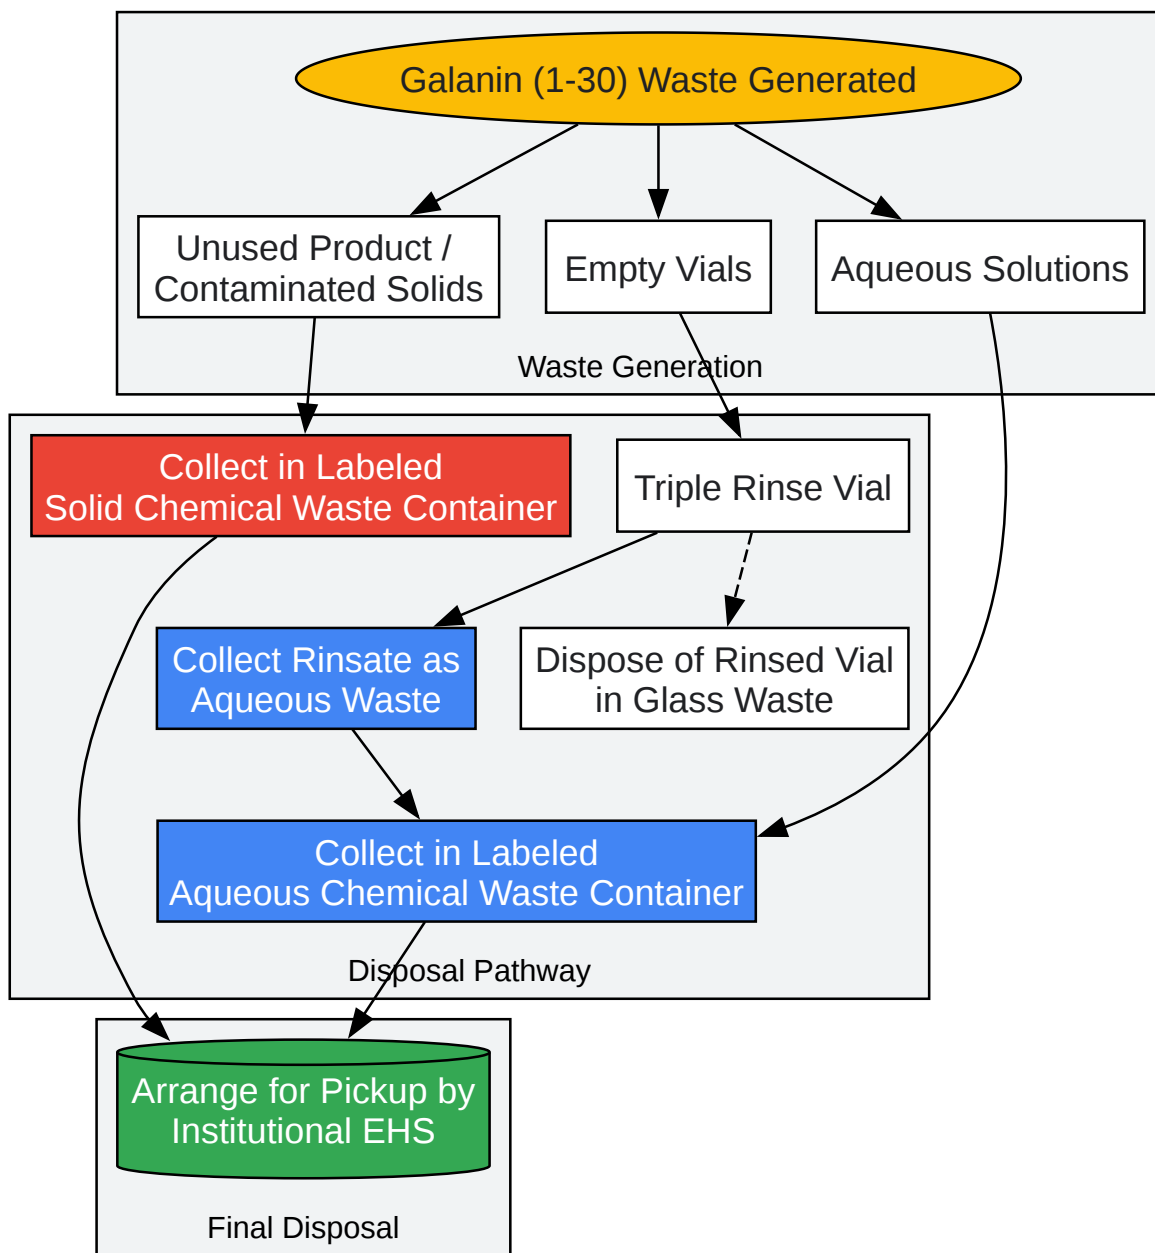 Galanin (1-30) Waste Generated
Unused Product /
Contaminated Solids
Empty Vials
Aqueous Solutions
Waste Generation
Collect in Labeled
Solid Chemical Waste Container
Triple Rinse Vial
Collect Rinsate as
Aqueous Waste
Dispose of Rinsed Vial
in Glass Waste
Collect in Labeled
Aqueous Chemical Waste Container
Disposal Pathway
Arrange for Pickup by
Institutional EHS
Final Disposal